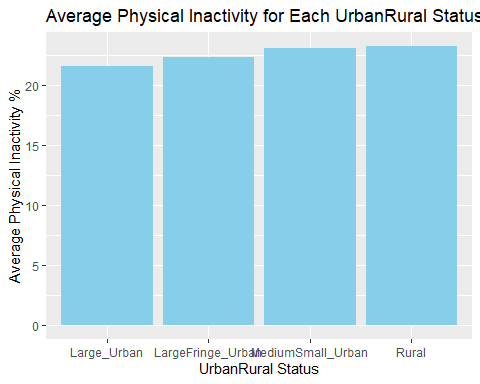 Average Physical Inactivity for Each UrbanRural Status
Average Physical Inactivity %
20
15
10
5
0
Large_Urban LargeFringe_Urban MediumSmall_Urban Rural
UrbanRural Status